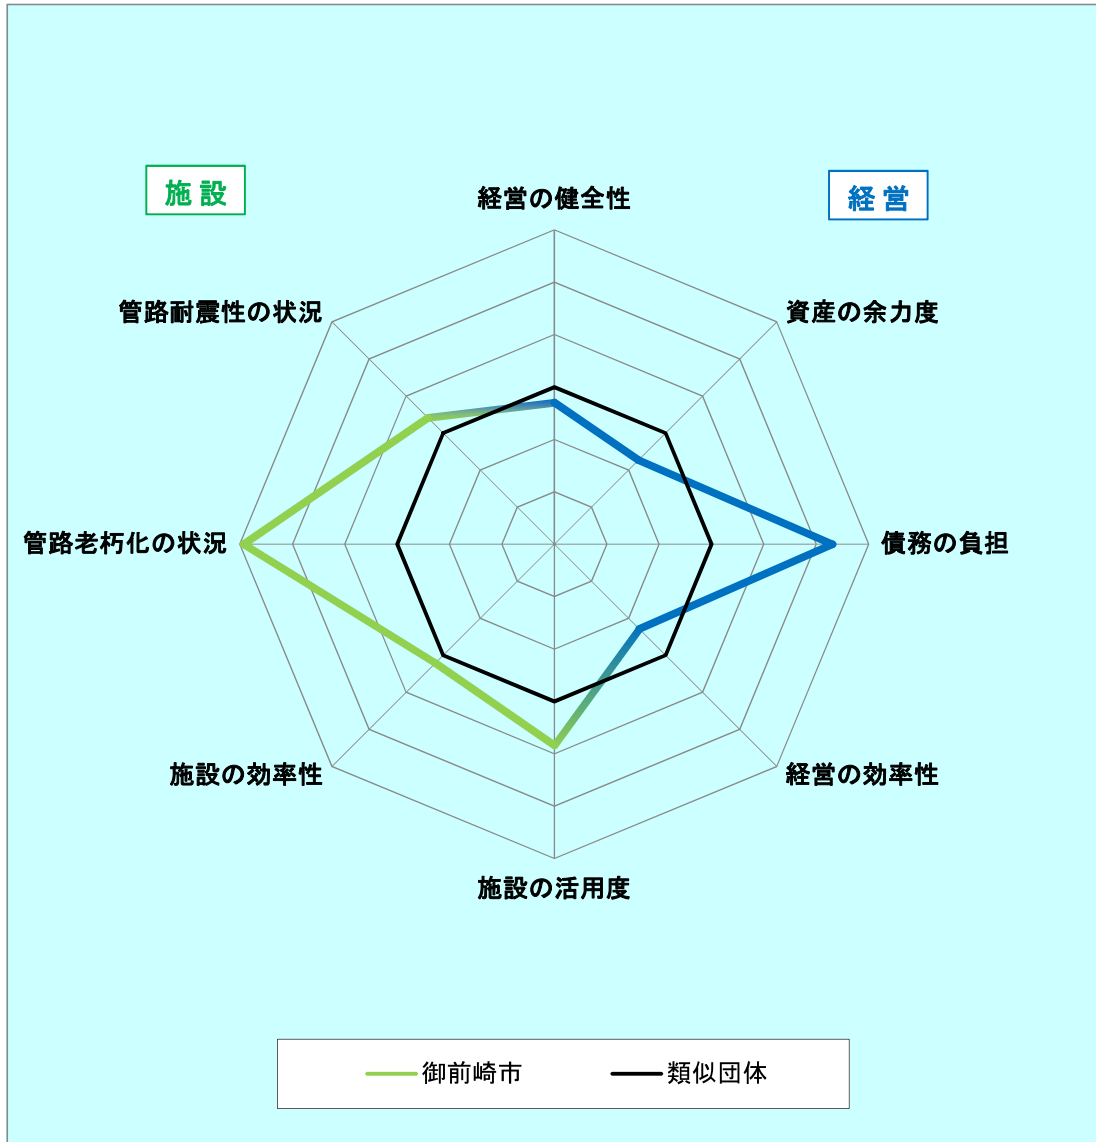 施設
経営
経営の健全性
管路耐震性の状況
資産の余力度
管路老朽化の状況
債務の負担
施設の効率性
経営の効率性
施設の活用度
御前崎市
類似団体